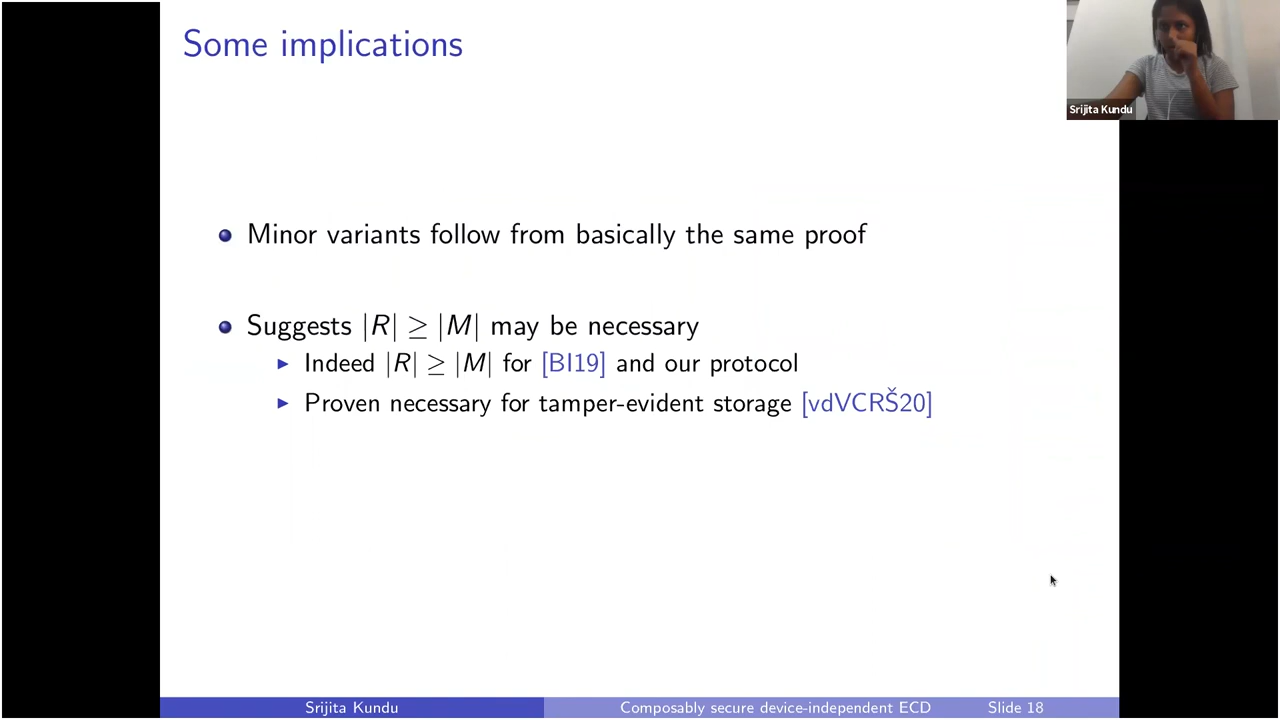 Some implications
Srijita Kundu
Minor variants follow from basically the same proof
Suggests |R| ≥ |M| may be necessary
Indeed |R| ≥ |M| for [BI19] and our protocol
Proven necessary for tamper-evident storage [vdVCRŠ20]
Srijita Kundu
Composably secure device-independent ECD
Slide 18